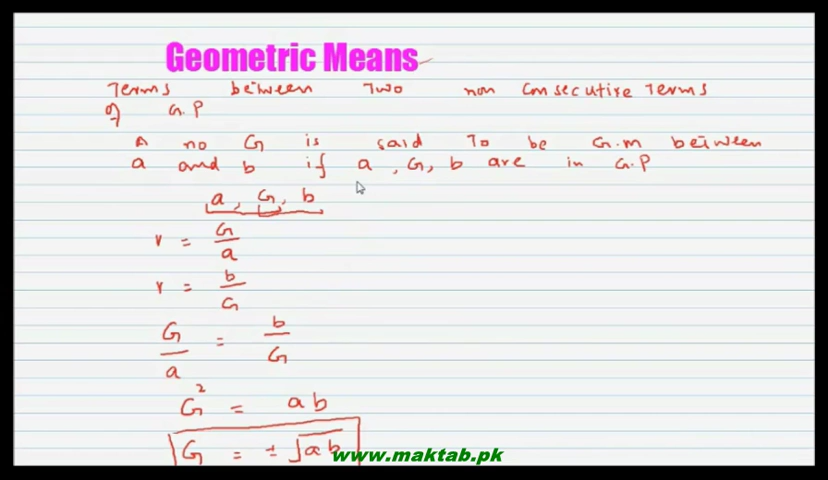 Geometric Means
Terms between Two non Consecutive Terms
of G.P
A no G is said To be G.M between
a and b if a , G, b are in G.P
a , G, b
r = G/a
r = b/G
G/a = b/G
G² = ab
G = ±√ab
www.maktab.pk